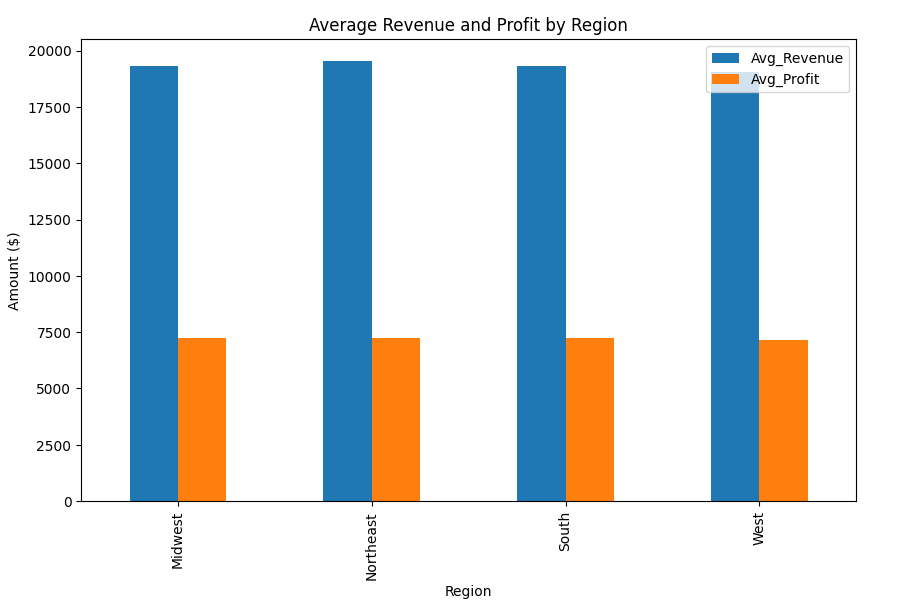 Average Revenue and Profit by Region
Avg_Revenue
Avg_Profit
Amount ($)
20000
17500
15000
12500
10000
7500
5000
2500
0
Midwest
Northeast
South
West
Region